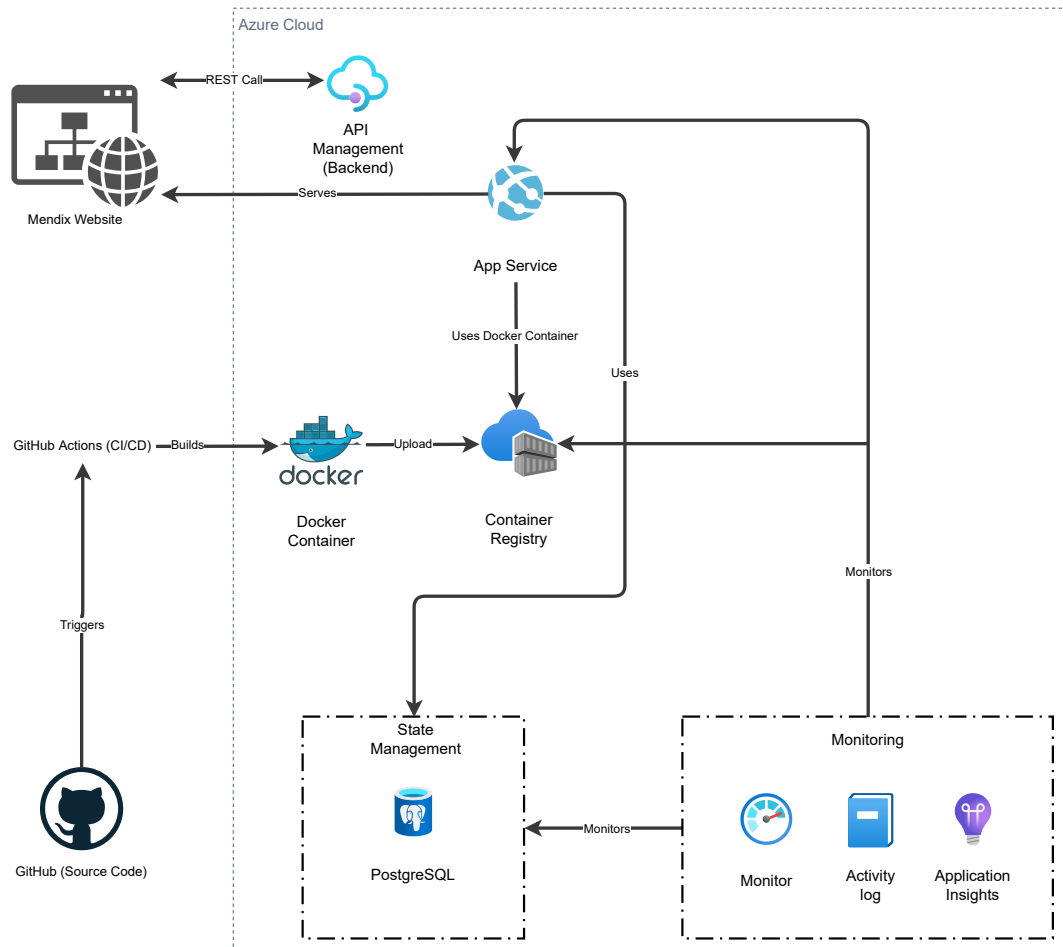 Azure Cloud
REST Call
API
Management
(Backend)
Serves
Mendix Website
App Service
Uses Docker Container
Uses
GitHub Actions (CI/CD)
Builds
docker
Upload
Docker
Container
Container
Registry
Monitors
Triggers
State
Management
PostgreSQL
Monitors
Monitoring
Monitor
Activity
log
Application
Insights
GitHub (Source Code)